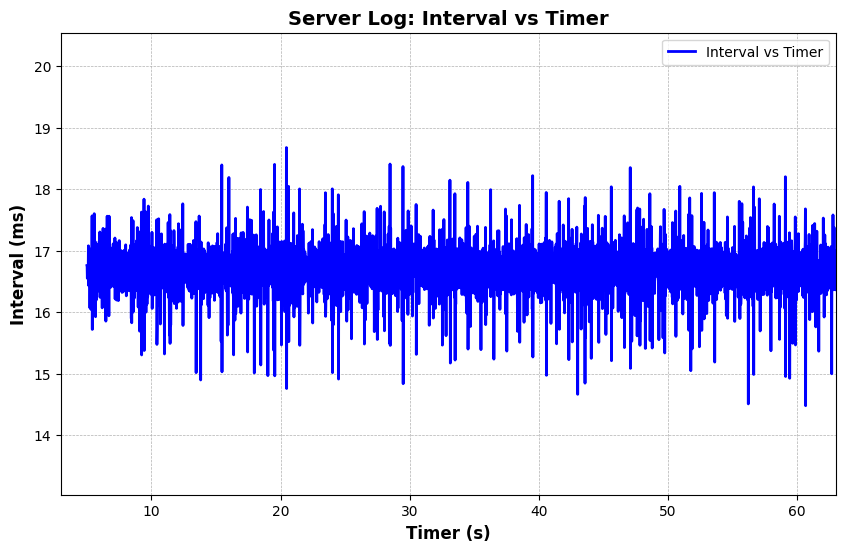 Server Log: Interval vs Timer
Interval vs Timer
20
19
18
17
16
15
14
Interval (ms)
10 20 30 40 50 60
Timer (s)